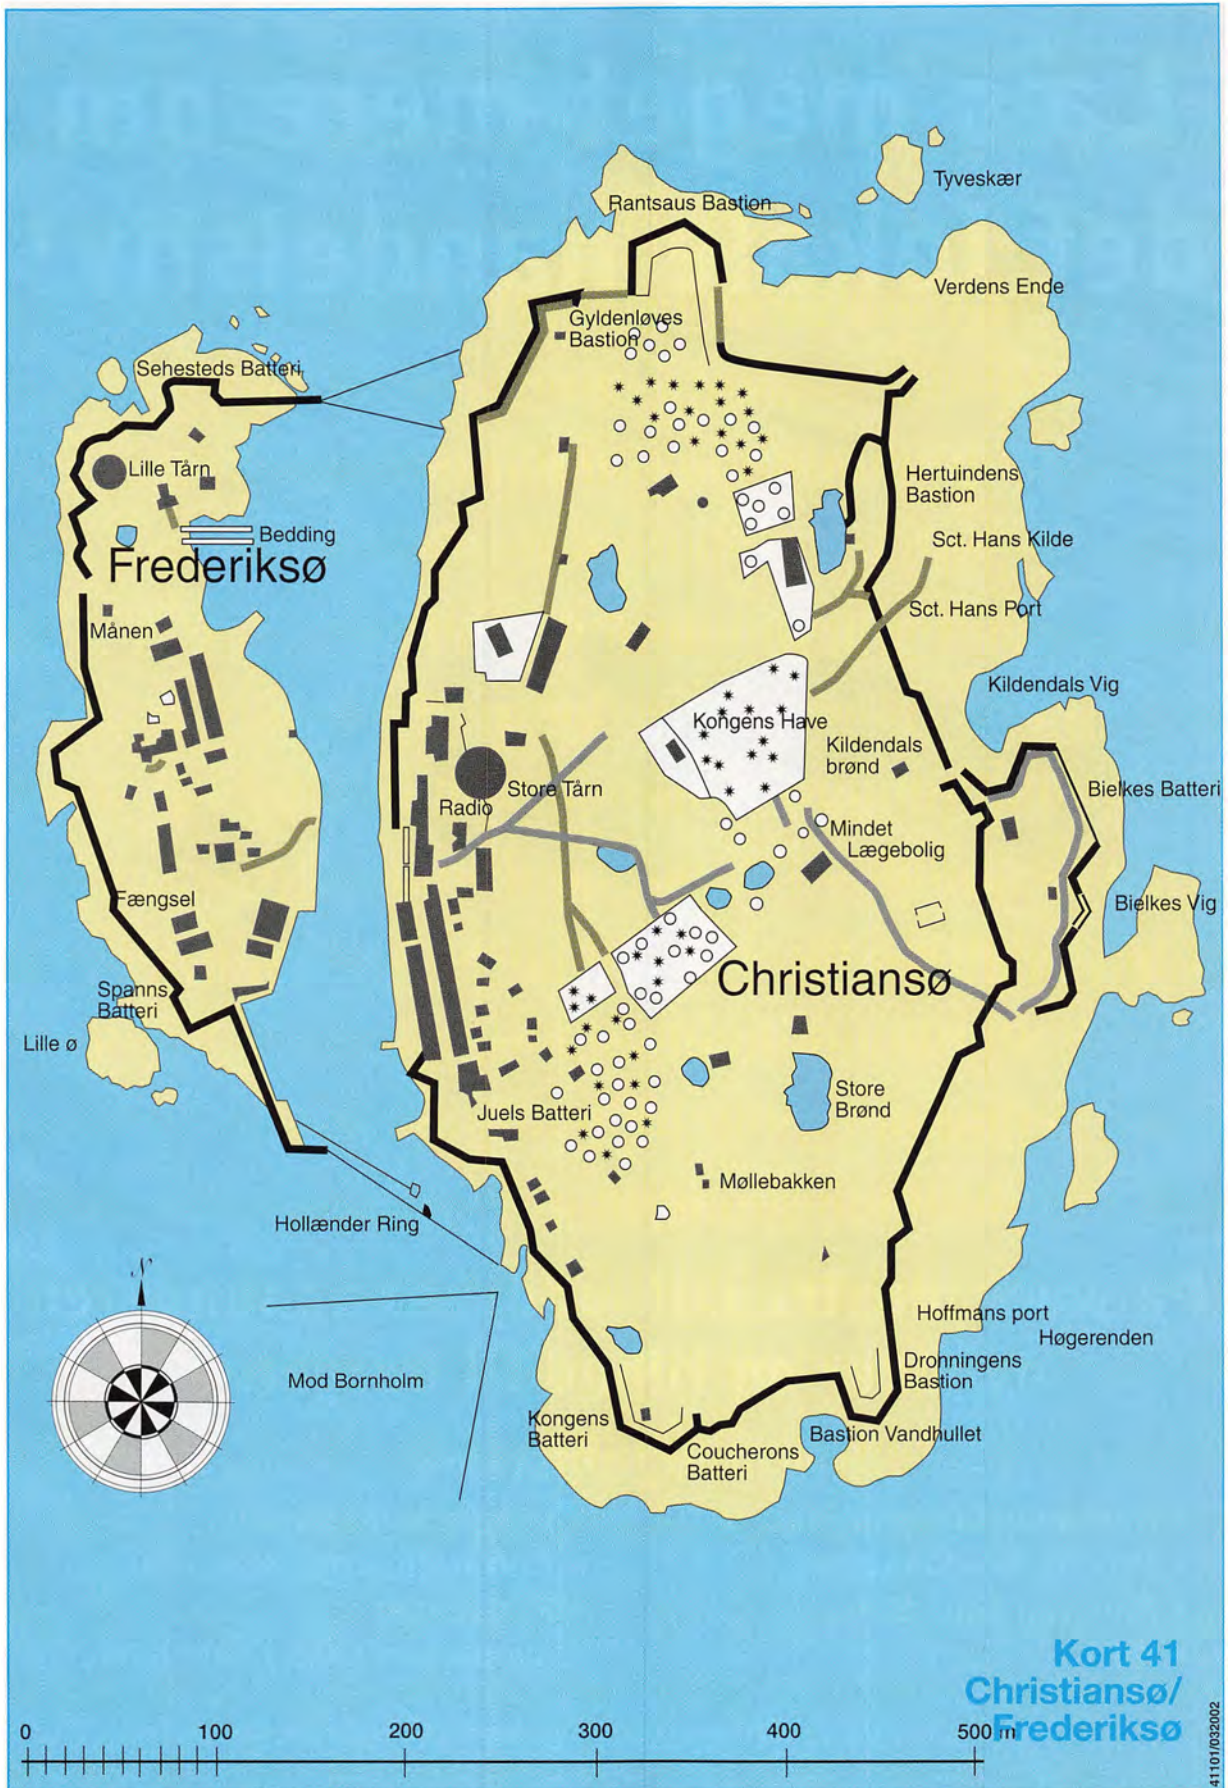 Tyveskær
Rantsaus Bastion
Verdens Ende
Gyldenløves
Bastion
Sehesteds Batteri
Lille Tårn
Hertuindens
Bastion
Bedding
Sct. Hans Kilde
Frederiksø
Sct. Hans Port
Månen
Kildendals Vig
Kongens Have
Kildendals
brønd
Store Tårn
Bielkes Batteri
Radio
Mindet
Lægebolig
Fængsel
Bielkes Vig
Christiansø
Spanns
Batteri
Lille ø
Store
Brønd
Juels Batteri
Møllebakken
Hollænder Ring
N
Hoffmans port
Høgerenden
Dronningens
Bastion
Mod Bornholm
Kongens
Batteri
Bastion Vandhullet
Coucherons
Batteri
Kort 41
Christiansø/
Frederiksø
0 100 200 300 400 500 m
11101/032002